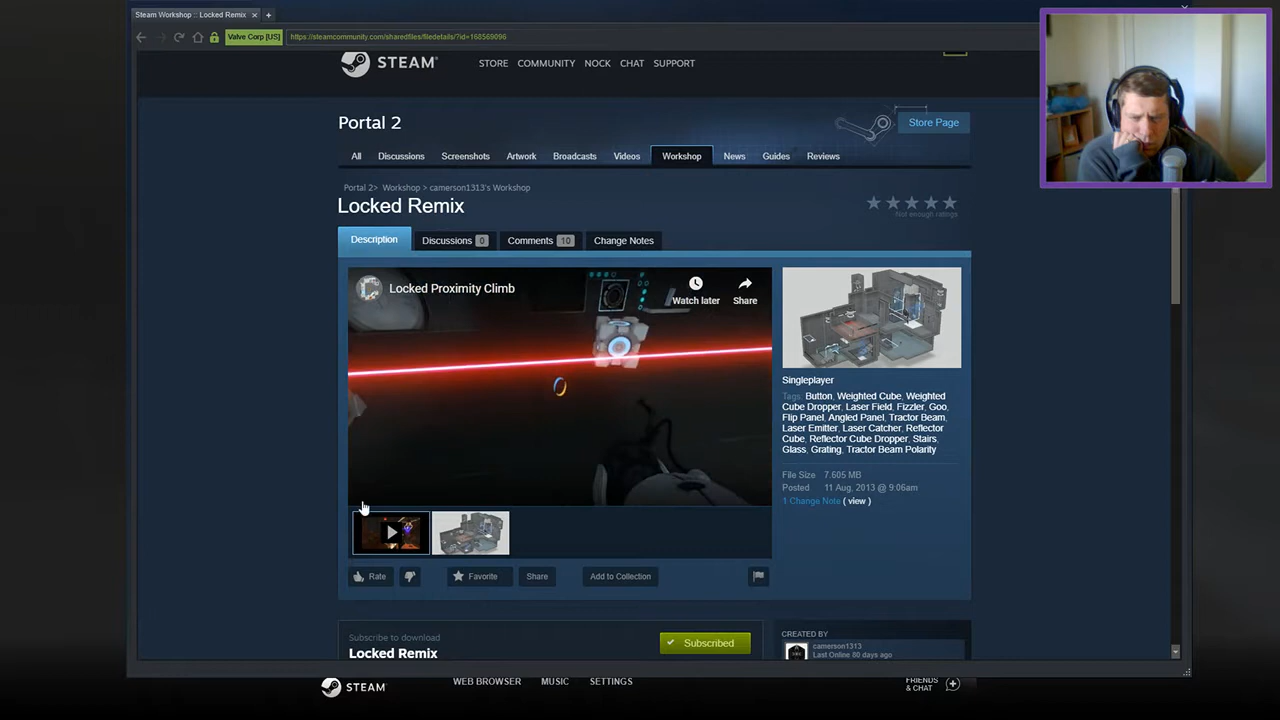 Steam Workshop :: Locked Remix
Valve Corp [US]
https://steamcommunity.com/sharedfiles/filedetails/?id=168569096
STEAM
STORE COMMUNITY NOCK CHAT SUPPORT
Portal 2
Store Page
All Discussions Screenshots Artwork Broadcasts Videos Workshop News Guides Reviews
Portal 2> Workshop > camerson1313's Workshop
Locked Remix
Not enough ratings
Description Discussions 0 Comments 10 Change Notes
Locked Proximity Climb
Watch later Share
Singleplayer
Tags: Button, Weighted Cube, Weighted
Cube Dropper, Laser Field, Fizzler, Goo,
Flip Panel, Angled Panel, Tractor Beam,
Laser Emitter, Laser Catcher, Reflector
Cube, Reflector Cube Dropper, Stairs,
Glass, Grating, Tractor Beam Polarity
File Size 7.605 MB
Posted 11 Aug, 2013 @ 9:06am
1 Change Note ( view )
Rate Favorite Share Add to Collection
Subscribe to download
Locked Remix
Subscribed
CREATED BY
camerson1313
Last Online 80 days ago
STEAM
WEB BROWSER MUSIC SETTINGS
FRIENDS
& CHAT